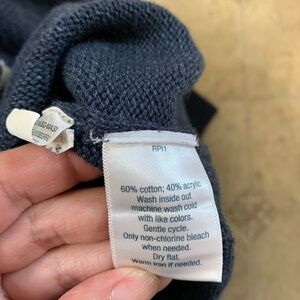 RPI1
60% cotton; 40% acrylic
Wash inside out
machine wash cold
with like colors.
Gentle cycle.
Only non-chlorine bleach
when needed.
Dry flat.
Warm iron if needed.